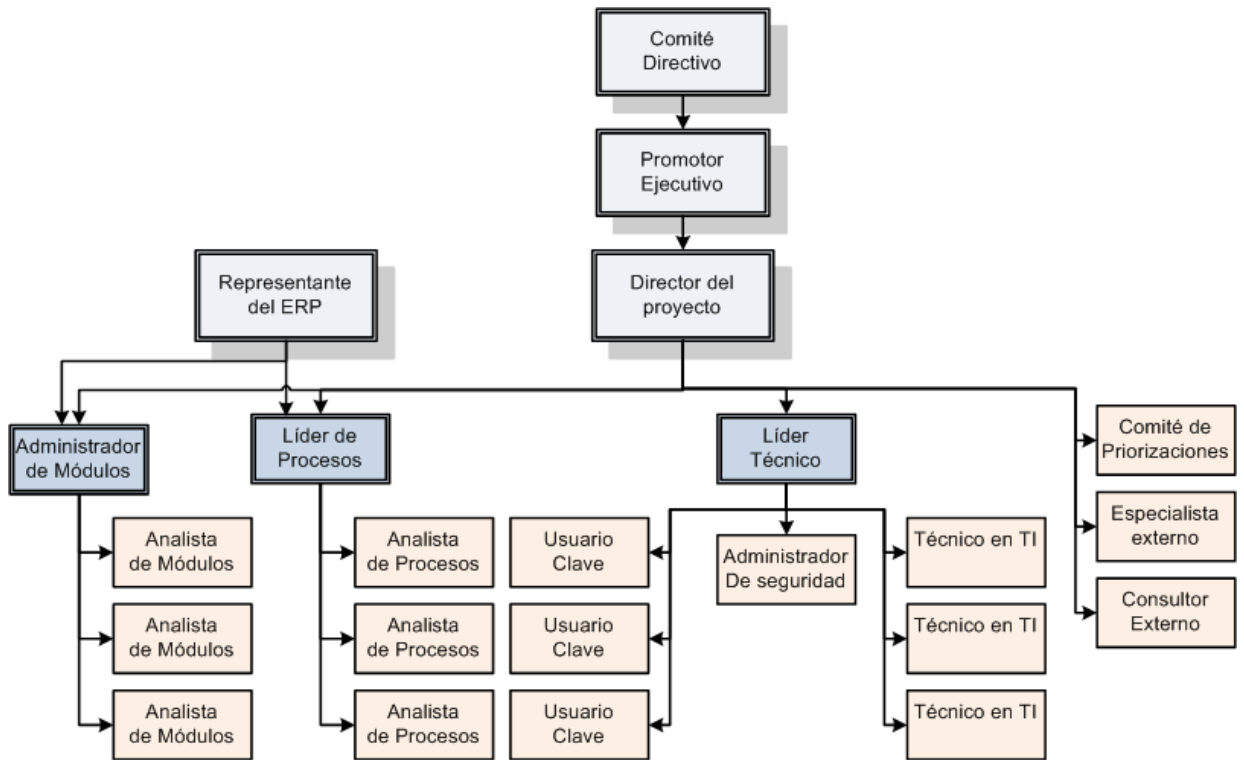 Comité
Directivo
Promotor
Ejecutivo
Representante
del ERP
Director del
proyecto
Administrador
de Módulos
Líder de
Procesos
Líder
Técnico
Comité de
Priorizaciones
Especialista
externo
Consultor
Externo
Analista
de Módulos
Analista
de Módulos
Analista
de Módulos
Analista
de Procesos
Analista
de Procesos
Analista
de Procesos
Usuario
Clave
Usuario
Clave
Usuario
Clave
Administrador
De seguridad
Técnico en TI
Técnico en TI
Técnico en TI